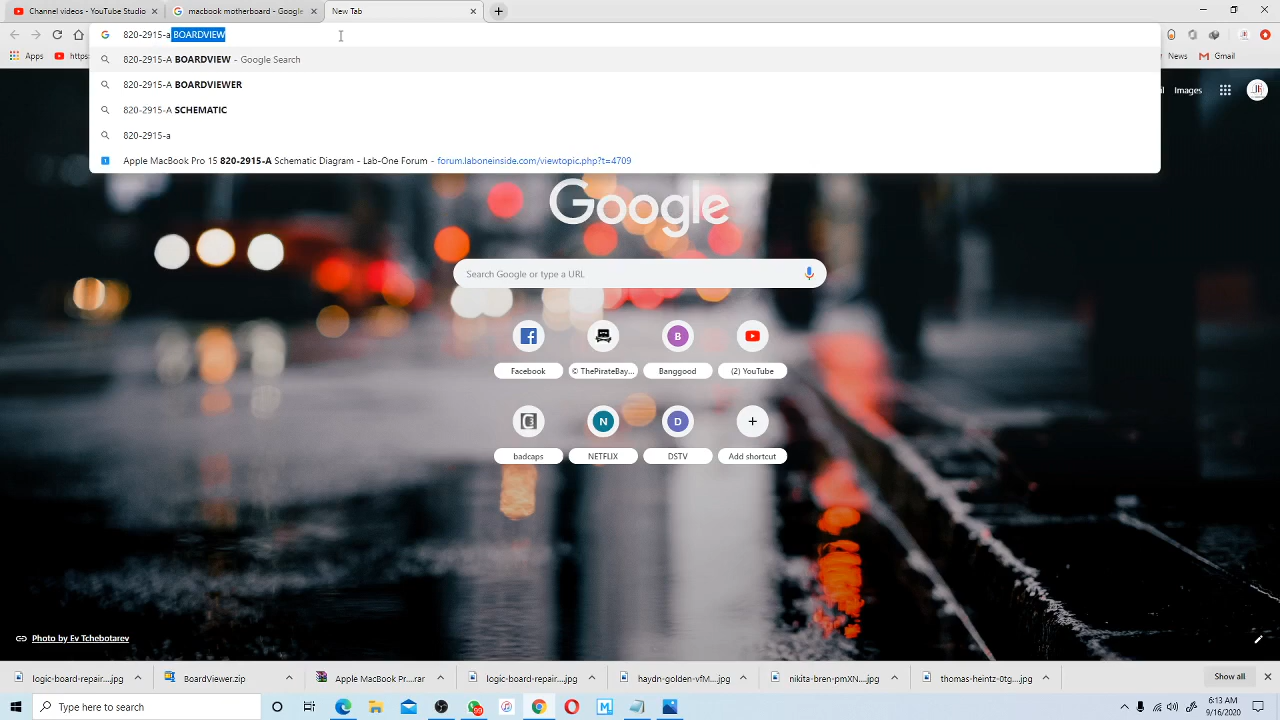 Channel videos - YouTube Studio
macbook motherboard - Google
New Tab
820-2915-a BOARDVIEW
820-2915-A BOARDVIEW - Google Search
820-2915-A BOARDVIEWER
820-2915-A SCHEMATIC
820-2915-a
Apple MacBook Pro 15 820-2915-A Schematic Diagram - Lab-One Forum - forum.laboneinside.com/viewtopic.php?t=4709
Apps
https:
News
Gmail
Images
Google
Search Google or type a URL
B
Facebook
© ThePirateBay...
Banggood
(2) YouTube
N
D
badcaps
NETFLIX
DSTV
Add shortcut
Photo by Ev Tchebotarev
logic-board-repair....jpg
BoardViewer.zip
Apple MacBook Pr....rar
logic-board-repair....jpg
haydn-golden-vfM....jpg
nikita-bren-pmXN....jpg
thomas-heintz-0tg....jpg
Show all
Type here to search
99
6:13 AM
9/16/2020